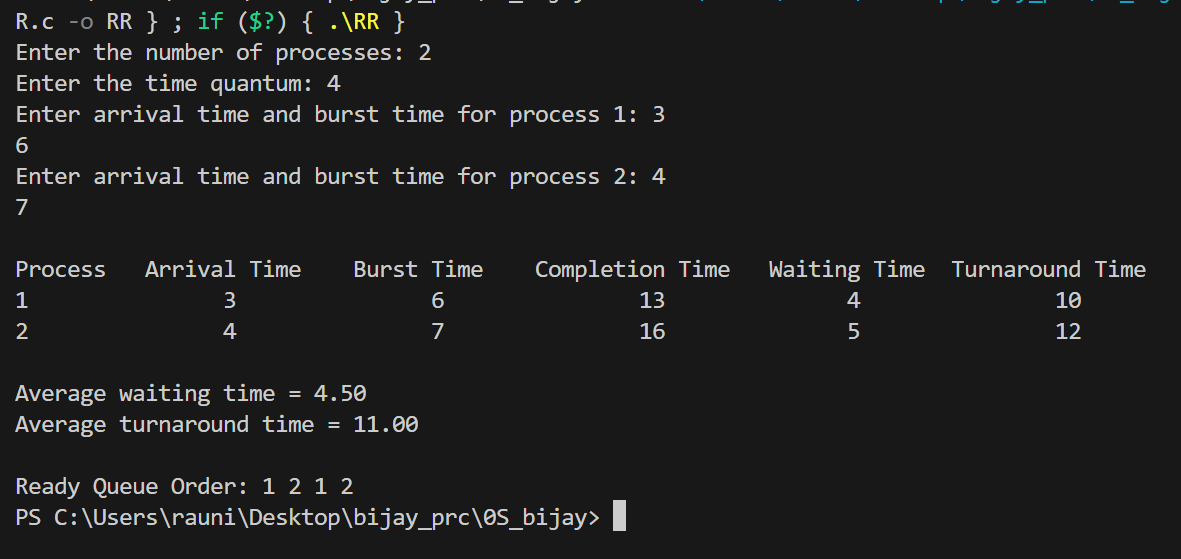 R.c -o RR } ; if ($?) { .\RR }
Enter the number of processes: 2
Enter the time quantum: 4
Enter arrival time and burst time for process 1: 3
6
Enter arrival time and burst time for process 2: 4
7
Process   Arrival Time    Burst Time    Completion Time   Waiting Time  Turnaround Time
1               3               6               13              4               10
2               4               7               16              5               12
Average waiting time = 4.50
Average turnaround time = 11.00
Ready Queue Order: 1 2 1 2
PS C:\Users\rauni\Desktop\bijay_prc\0S_bijay>